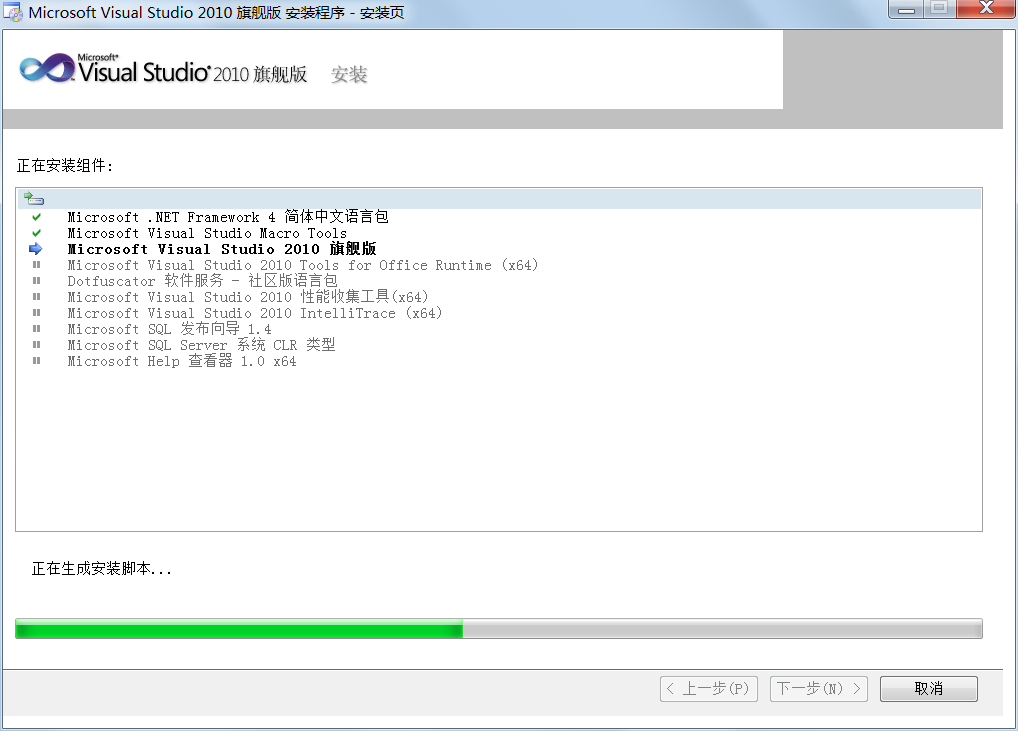 Microsoft Visual Studio 2010 旗舰版 安装程序 - 安装页
Microsoft®
Visual Studio® 2010 旗舰版 安装
正在安装组件:
Microsoft .NET Framework 4 简体中文语言包
Microsoft Visual Studio Macro Tools
Microsoft Visual Studio 2010 旗舰版
Microsoft Visual Studio 2010 Tools for Office Runtime (x64)
Dotfuscator 软件服务 - 社区版语言包
Microsoft Visual Studio 2010 性能收集工具(x64)
Microsoft Visual Studio 2010 IntelliTrace (x64)
Microsoft SQL 发布向导 1.4
Microsoft SQL Server 系统 CLR 类型
Microsoft Help 查看器 1.0 x64
正在生成安装脚本...
< 上一步(P) 下一步(N) > 取消